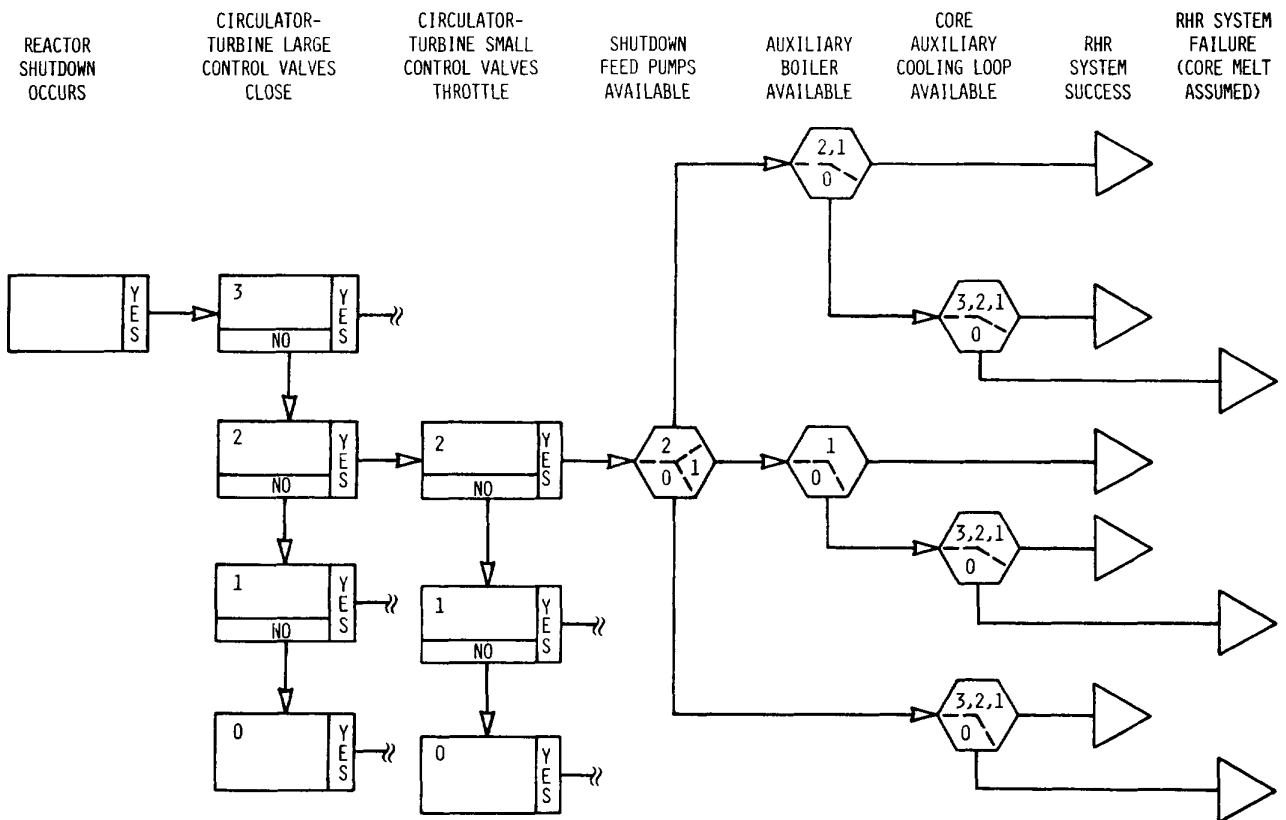 REACTOR
SHUTDOWN
OCCURS
CIRCULATOR-
TURBINE LARGE
CONTROL VALVES
CLOSE
CIRCULATOR-
TURBINE SMALL
CONTROL VALVES
THROTTLE
SHUTDOWN
FEED PUMPS
AVAILABLE
AUXILIARY
BOILER
AVAILABLE
CORE
AUXILIARY
COOLING LOOP
AVAILABLE
RHR
SYSTEM
SUCCESS
RHR SYSTEM
FAILURE
(CORE MELT
ASSUMED)
2,1
0
YES
3
NO
YES
3,2,1
0
2
NO
YES
2
NO
YES
2
1
0
1
0
3,2,1
0
1
NO
YES
1
NO
YES
3,2,1
0
0
YES
0
YES